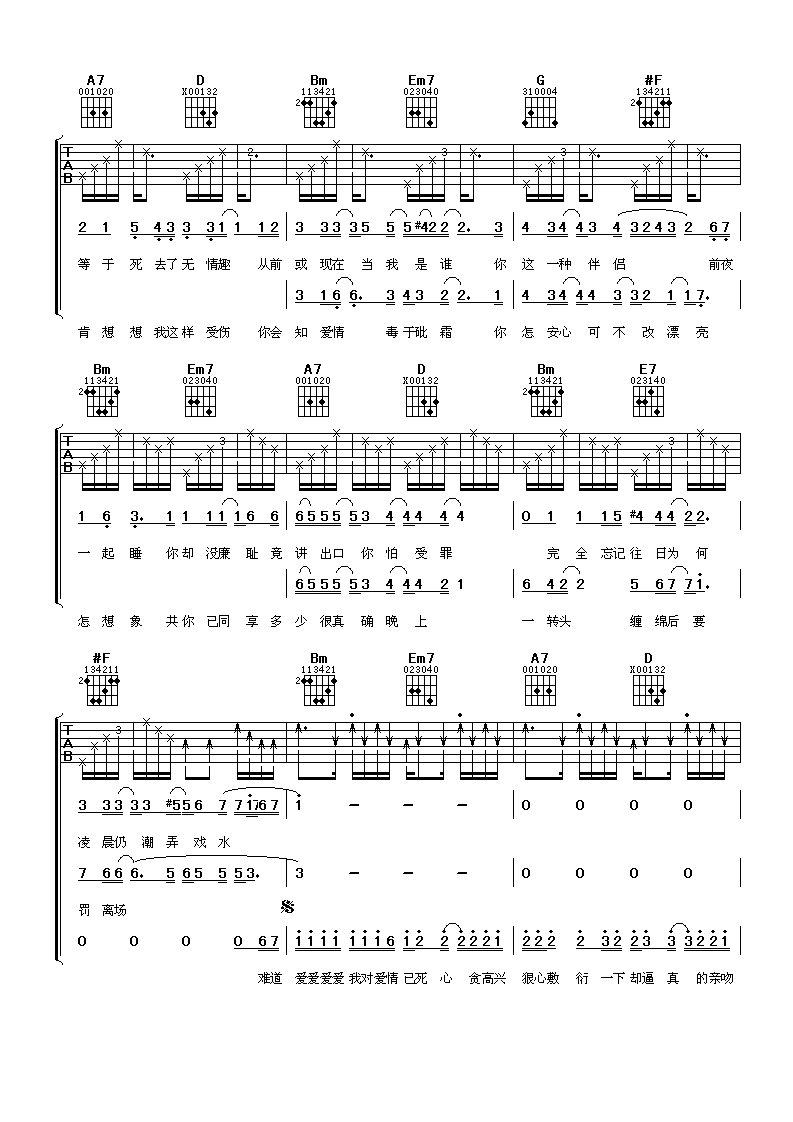 A7 D Bm Em7 G #F
001020 X00132 2 113421 023040 310004 2 134211
T A B 2 3 3
2 1 5 4 3 3 3 1 1 1 2 3 3 3 3 5 5 5 #4 2 2 2. 3 4 3 4 4 3 4 3 2 4 3 2 6 7
等 于 死 去了 无 情趣 从前 或 现在 当 我 是 谁 你 这 一种 伴 侣 前夜
3 1 6 6. 3 4 3 2 2. 1 4 3 4 4 4 3 3 2 1 1 7.
肯 想 想 我这 样 受伤 你会 知 爱情 毒 于砒 霜 你 怎 安心 可 不 改 漂 亮
Bm Em7 A7 D Bm E7
2 113421 023040 001020 X00132 2 113421 023140
T A B 3 3
1 6 3. 1 1 1 1 1 6 6 6 5 5 5 5 3 4 4 4 4 4 0 1 1 1 5 #4 4 4 2 2.
一 起 睡 你 却 没廉 耻 竟 讲 出口 你 怕 受 罪 完 全 忘记 往 日为 何
6 5 5 5 5 3 4 4 4 2 1 6 4 2 2 5 6 7 7 1.
怎 想 象 共 你 已同 享 多 少 很真 确 晚 上 一 转头 缠 绵后 要
#F Bm Em7 A7 D
2 134211 2 113421 023040 001020 X00132
T A B 3
3 3 3 3 3 #5 5 6 7 7 1 7 6 7 1 – – – 0 0 0 0
凌 晨仍 潮 弄 戏 水
7 6 6 6. 5 6 5 5 5 3. 3 – – – 0 0 0 0
罚 离场
0 0 0 0 6 7 1 1 1 1 1 1 1 6 1 2 2 2 2 2 1 2 2 2 2 3 2 2 3 3 3 2 2 1
难道 爱爱爱爱 我对爱情 已死 心 贪高兴 狠心敷 衍 一下 却逼 真 的亲吻